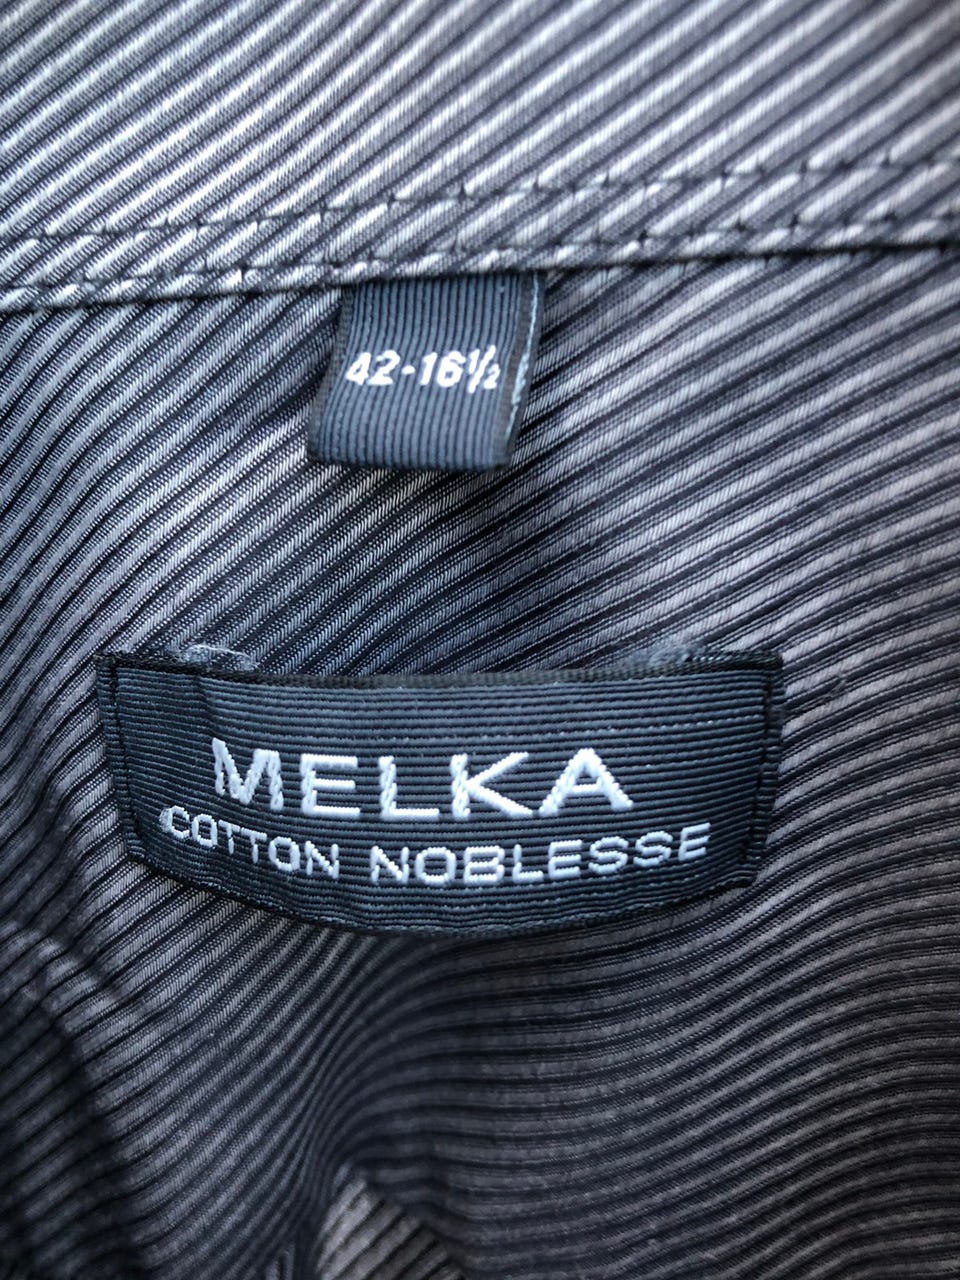 42-16½
MELKA
COTTON NOBLESSE